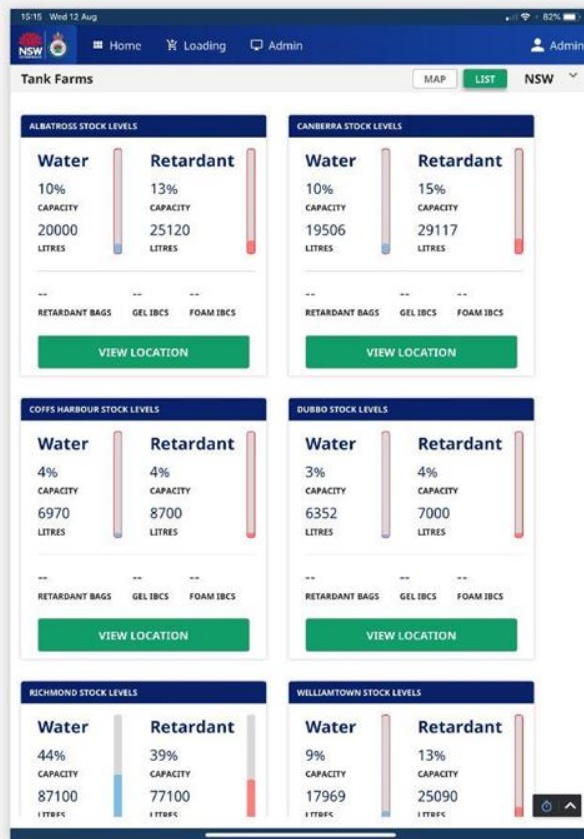 15:15 Wed 12 Aug 82%
NSW Home Loading Admin Admin
Tank Farms MAP LIST NSW
ALBATROSS STOCK LEVELS
Water Retardant
10% 13%
CAPACITY CAPACITY
20000 25120
LITRES LITRES
-- -- --
RETARDANT BAGS GEL IBCS FOAM IBCS
VIEW LOCATION
CANBERRA STOCK LEVELS
Water Retardant
10% 15%
CAPACITY CAPACITY
19506 29117
LITRES LITRES
-- -- --
RETARDANT BAGS GEL IBCS FOAM IBCS
VIEW LOCATION
COFFS HARBOUR STOCK LEVELS
Water Retardant
4% 4%
CAPACITY CAPACITY
6970 8700
LITRES LITRES
-- -- --
RETARDANT BAGS GEL IBCS FOAM IBCS
VIEW LOCATION
DUBBO STOCK LEVELS
Water Retardant
3% 4%
CAPACITY CAPACITY
6352 7000
LITRES LITRES
-- -- --
RETARDANT BAGS GEL IBCS FOAM IBCS
VIEW LOCATION
RICHMOND STOCK LEVELS
Water Retardant
44% 39%
CAPACITY CAPACITY
87100 77100
LITRES LITRES
WILLIAMTOWN STOCK LEVELS
Water Retardant
9% 13%
CAPACITY CAPACITY
17969 25090
LITRES LITRES